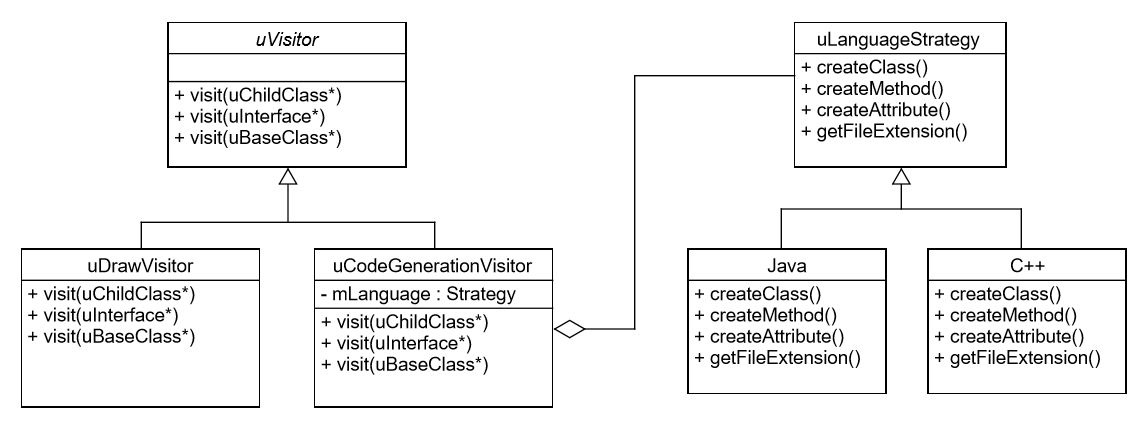 uVisitor
+ visit(uChildClass*)
+ visit(uInterface*)
+ visit(uBaseClass*)
uLanguageStrategy
+ createClass()
+ createMethod()
+ createAttribute()
+ getFileExtension()
uDrawVisitor
+ visit(uChildClass*)
+ visit(uInterface*)
+ visit(uBaseClass*)
uCodeGenerationVisitor
- mLanguage : Strategy
+ visit(uChildClass*)
+ visit(uInterface*)
+ visit(uBaseClass*)
Java
+ createClass()
+ createMethod()
+ createAttribute()
+ getFileExtension()
C++
+ createClass()
+ createMethod()
+ createAttribute()
+ getFileExtension()